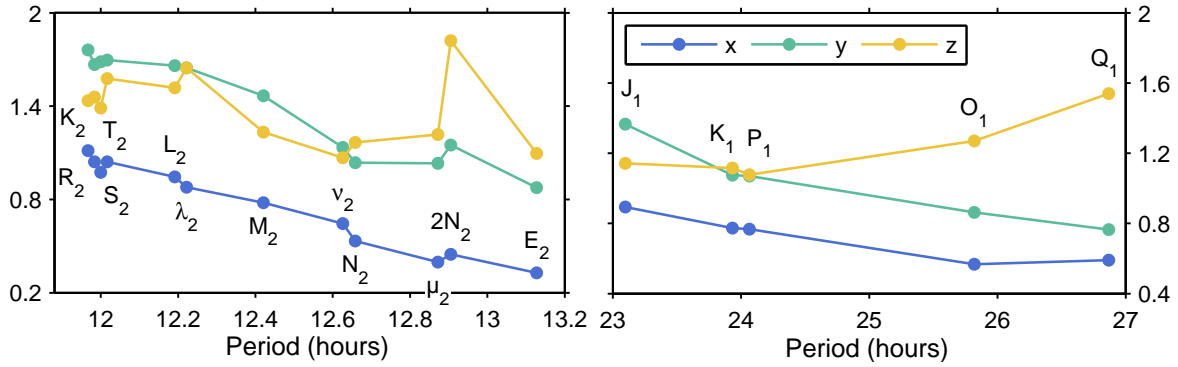 2
1.4
0.8
0.2
K₂
R₂
T₂
S₂
L₂
λ₂
M₂
ν₂
N₂
2N₂
μ₂
E₂
12 12.2 12.4 12.6 12.8 13 13.2
Period (hours)
x y z
J₁
K₁
P₁
O₁
Q₁
2
1.6
1.2
0.8
0.4
23 24 25 26 27
Period (hours)